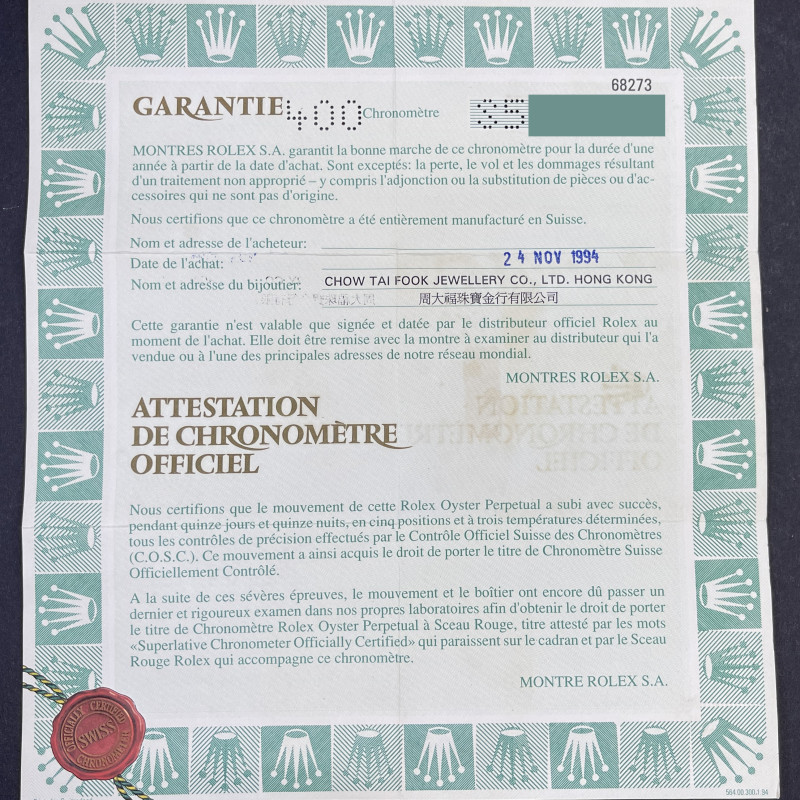 68273
GARANTIE 400 Chronomètre
MONTRES ROLEX S.A. garantit la bonne marche de ce chronomètre pour la durée d'une
année à partir de la date d'achat. Sont exceptés: la perte, le vol et les dommages résultant
d'un traitement non approprié – y compris l'adjonction ou la substitution de pièces ou d'ac-
cessoires qui ne sont pas d'origine.
Nous certifions que ce chronomètre a été entièrement manufacturé en Suisse.
Nom et adresse de l'acheteur:
Date de l'achat: 24 NOV 1994
Nom et adresse du bijoutier: CHOW TAI FOOK JEWELLERY CO., LTD. HONG KONG
周大福珠寶金行有限公司
Cette garantie n'est valable que signée et datée par le distributeur officiel Rolex au
moment de l'achat. Elle doit être remise avec la montre à examiner au distributeur qui l'a
vendue ou à l'une des principales adresses de notre réseau mondial.
MONTRES ROLEX S.A.
ATTESTATION
DE CHRONOMÈTRE
OFFICIEL
Nous certifions que le mouvement de cette Rolex Oyster Perpetual a subi avec succès,
pendant quinze jours et quinze nuits, en cinq positions et à trois températures déterminées,
tous les contrôles de précision effectués par le Contrôle Officiel Suisse des Chronomètres
(C.O.S.C.). Ce mouvement a ainsi acquis le droit de porter le titre de Chronomètre Suisse
Officiellement Contrôlé.
A la suite de ces sévères épreuves, le mouvement et le boîtier ont encore dû passer un
dernier et rigoureux examen dans nos propres laboratoires afin d'obtenir le droit de porter
le titre de Chronomètre Rolex Oyster Perpetual à Sceau Rouge, titre attesté par les mots
«Superlative Chronometer Officially Certified» qui paraissent sur le cadran et par le Sceau
Rouge Rolex qui accompagne ce chronomètre.
MONTRE ROLEX S.A.
OFFICIALLY CERTIFIED
SWISS
CHRONOMETER
564.00.300.1.94